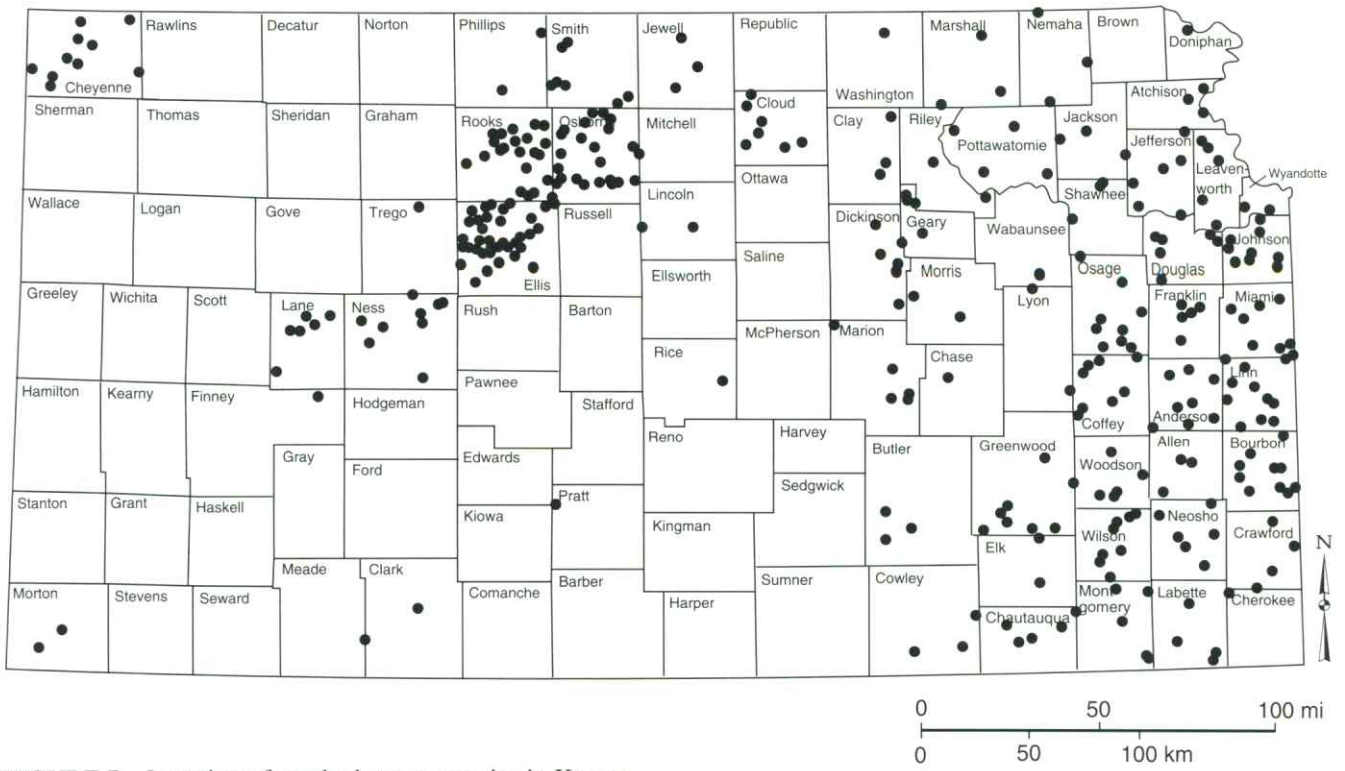 Rawlins Decatur Norton Phillips Smith Jewell Republic Marshall Nemaha Brown
Doniphan
Cheyenne Washington Atchison
Sherman Thomas Sheridan Graham Rooks Osborn Mitchell Cloud Clay Riley Jackson
Pottawatomie Jefferson
Leaven-
worth Wyandotte
Wallace Logan Gove Trego Lincoln Ottawa Shawnee
Russell Dickinson Geary Wabaunsee Johnson
Ellis Ellsworth Saline Morris Osage Douglas
Greeley Wichita Scott Lane Ness Rush Barton Lyon Franklin Miami
Rice McPherson Marion Chase
Hamilton Kearny Finney Hodgeman Pawnee Stafford Coffey Anderson Linn
Gray Ford Edwards Reno Harvey Butler Greenwood Woodson Allen Bourbon
Sedgwick
Stanton Grant Haskell Kiowa Pratt Kingman Elk Wilson Neosho Crawford
Morton Stevens Seward Meade Clark Comanche Barber Harper Sumner Cowley Chautauqua
Mont-
gomery Labette Cherokee
N
0 50 100 mi
0 50 100 km